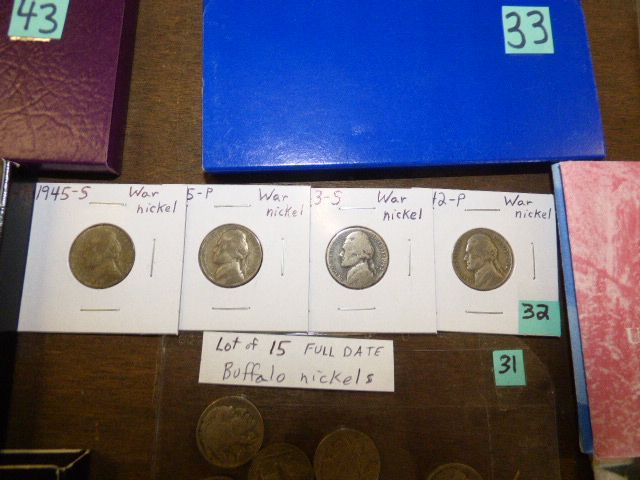 43
33
1945-S War
nickel
5-P War
nickel
3-S War
nickel
42-P War
nickel
32
Lot of 15 FULL DATE
Buffalo nickels
31